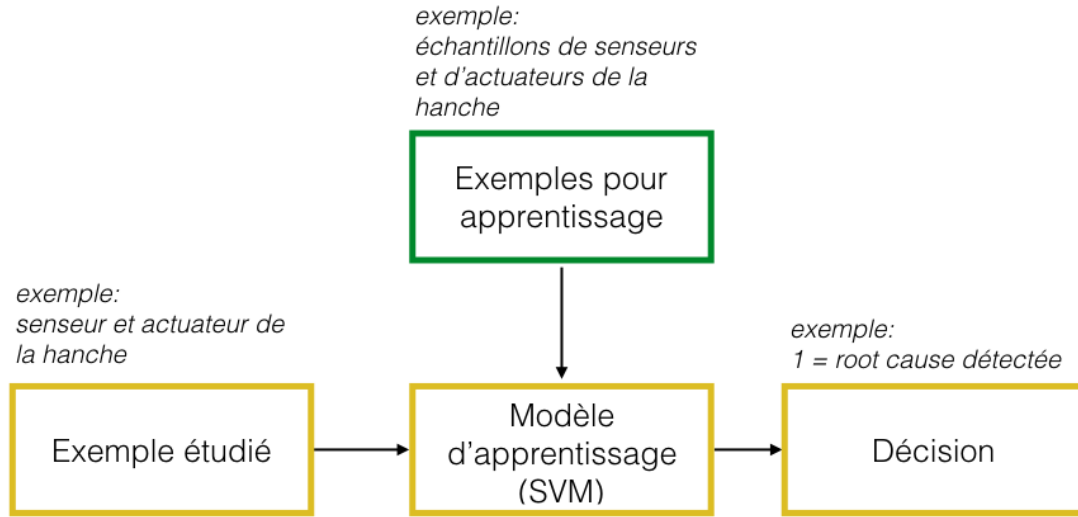 exemple:
échantillons de senseurs
et d'actuateurs de la
hanche
Exemples pour
apprentissage
exemple:
senseur et actuateur de
la hanche
exemple:
1 = root cause détectée
Exemple étudié
Modèle
d'apprentissage
(SVM)
Décision